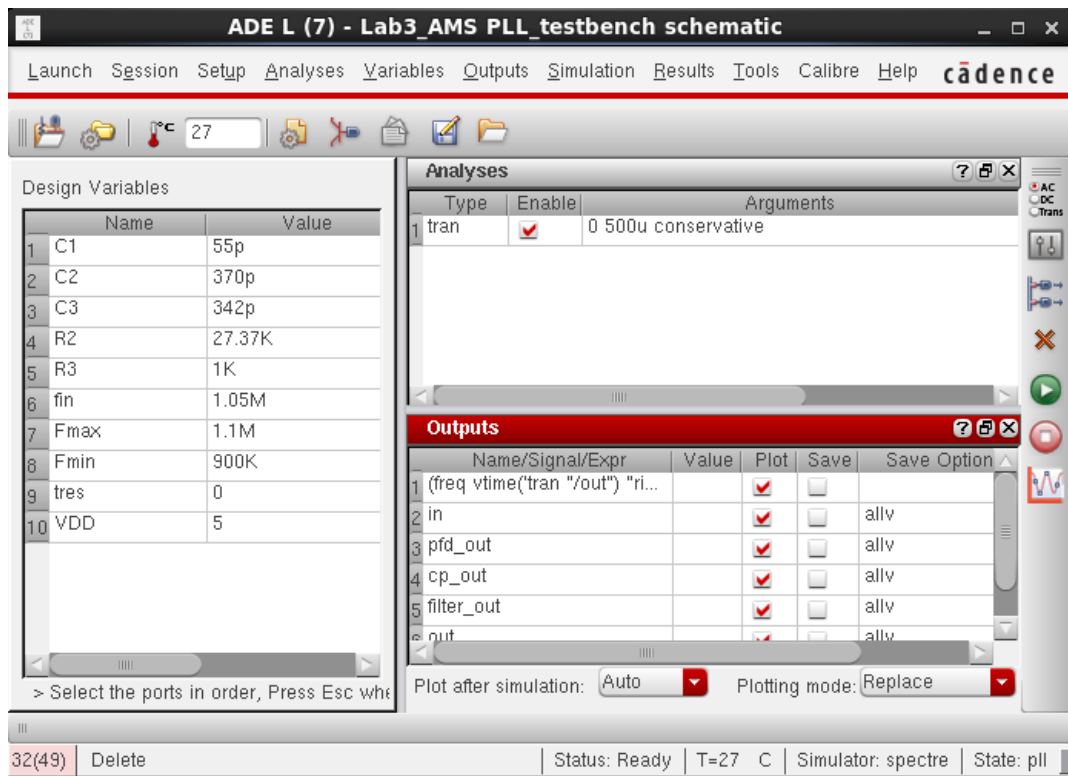 ADE L (7) - Lab3_AMS PLL_testbench schematic
Launch Session Setup Analyses Variables Outputs Simulation Results Tools Calibre Help cādence
°C 27
Design Variables
Name Value
1 C1 55p
2 C2 370p
3 C3 342p
4 R2 27.37K
5 R3 1K
6 fin 1.05M
7 Fmax 1.1M
8 Fmin 900K
9 tres 0
10 VDD 5
> Select the ports in order, Press Esc whe
Analyses
Type Enable Arguments
1 tran 0 500u conservative
Outputs
Name/Signal/Expr Value Plot Save Save Option
1 (freq vtime('tran "/out") "ri...
2 in allv
3 pfd_out allv
4 cp_out allv
5 filter_out allv
6 out allv
Plot after simulation: Auto Plotting mode: Replace
AC
DC
Trans
32(49) Delete Status: Ready T=27 C Simulator: spectre State: pll